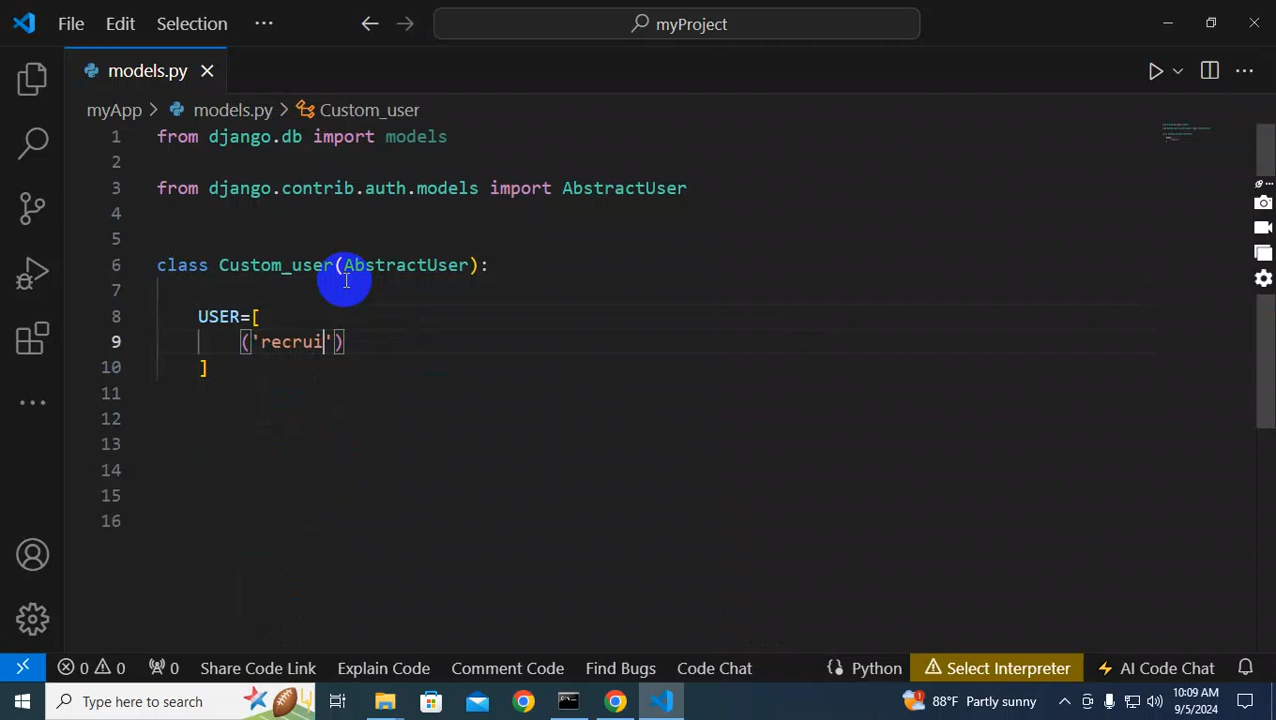 File Edit Selection ··· myProject
models.py
myApp > models.py > Custom_user
1 from django.db import models
2
3 from django.contrib.auth.models import AbstractUser
4
5
6 class Custom_user(AbstractUser):
7
8 USER=[
9 ('recrui')
10 ]
11
12
13
14
15
16
0 0 0 Share Code Link Explain Code Comment Code Find Bugs Code Chat Python Select Interpreter AI Code Chat
Type here to search 88°F Partly sunny 10:09 AM
9/5/2024